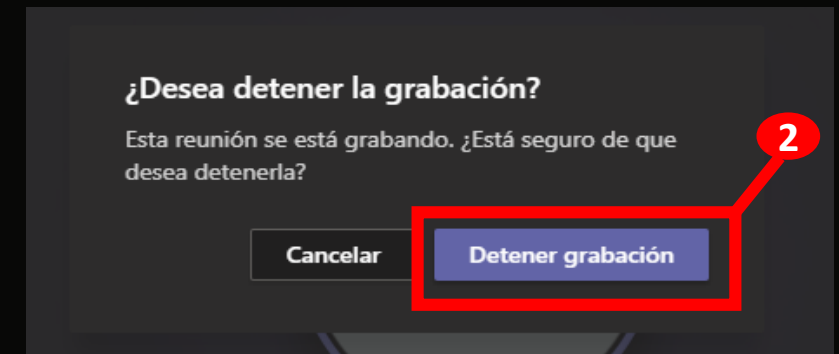 ¿Desea detener la grabación?
Esta reunión se está grabando. ¿Está seguro de que
desea detenerla?
2
Cancelar
Detener grabación